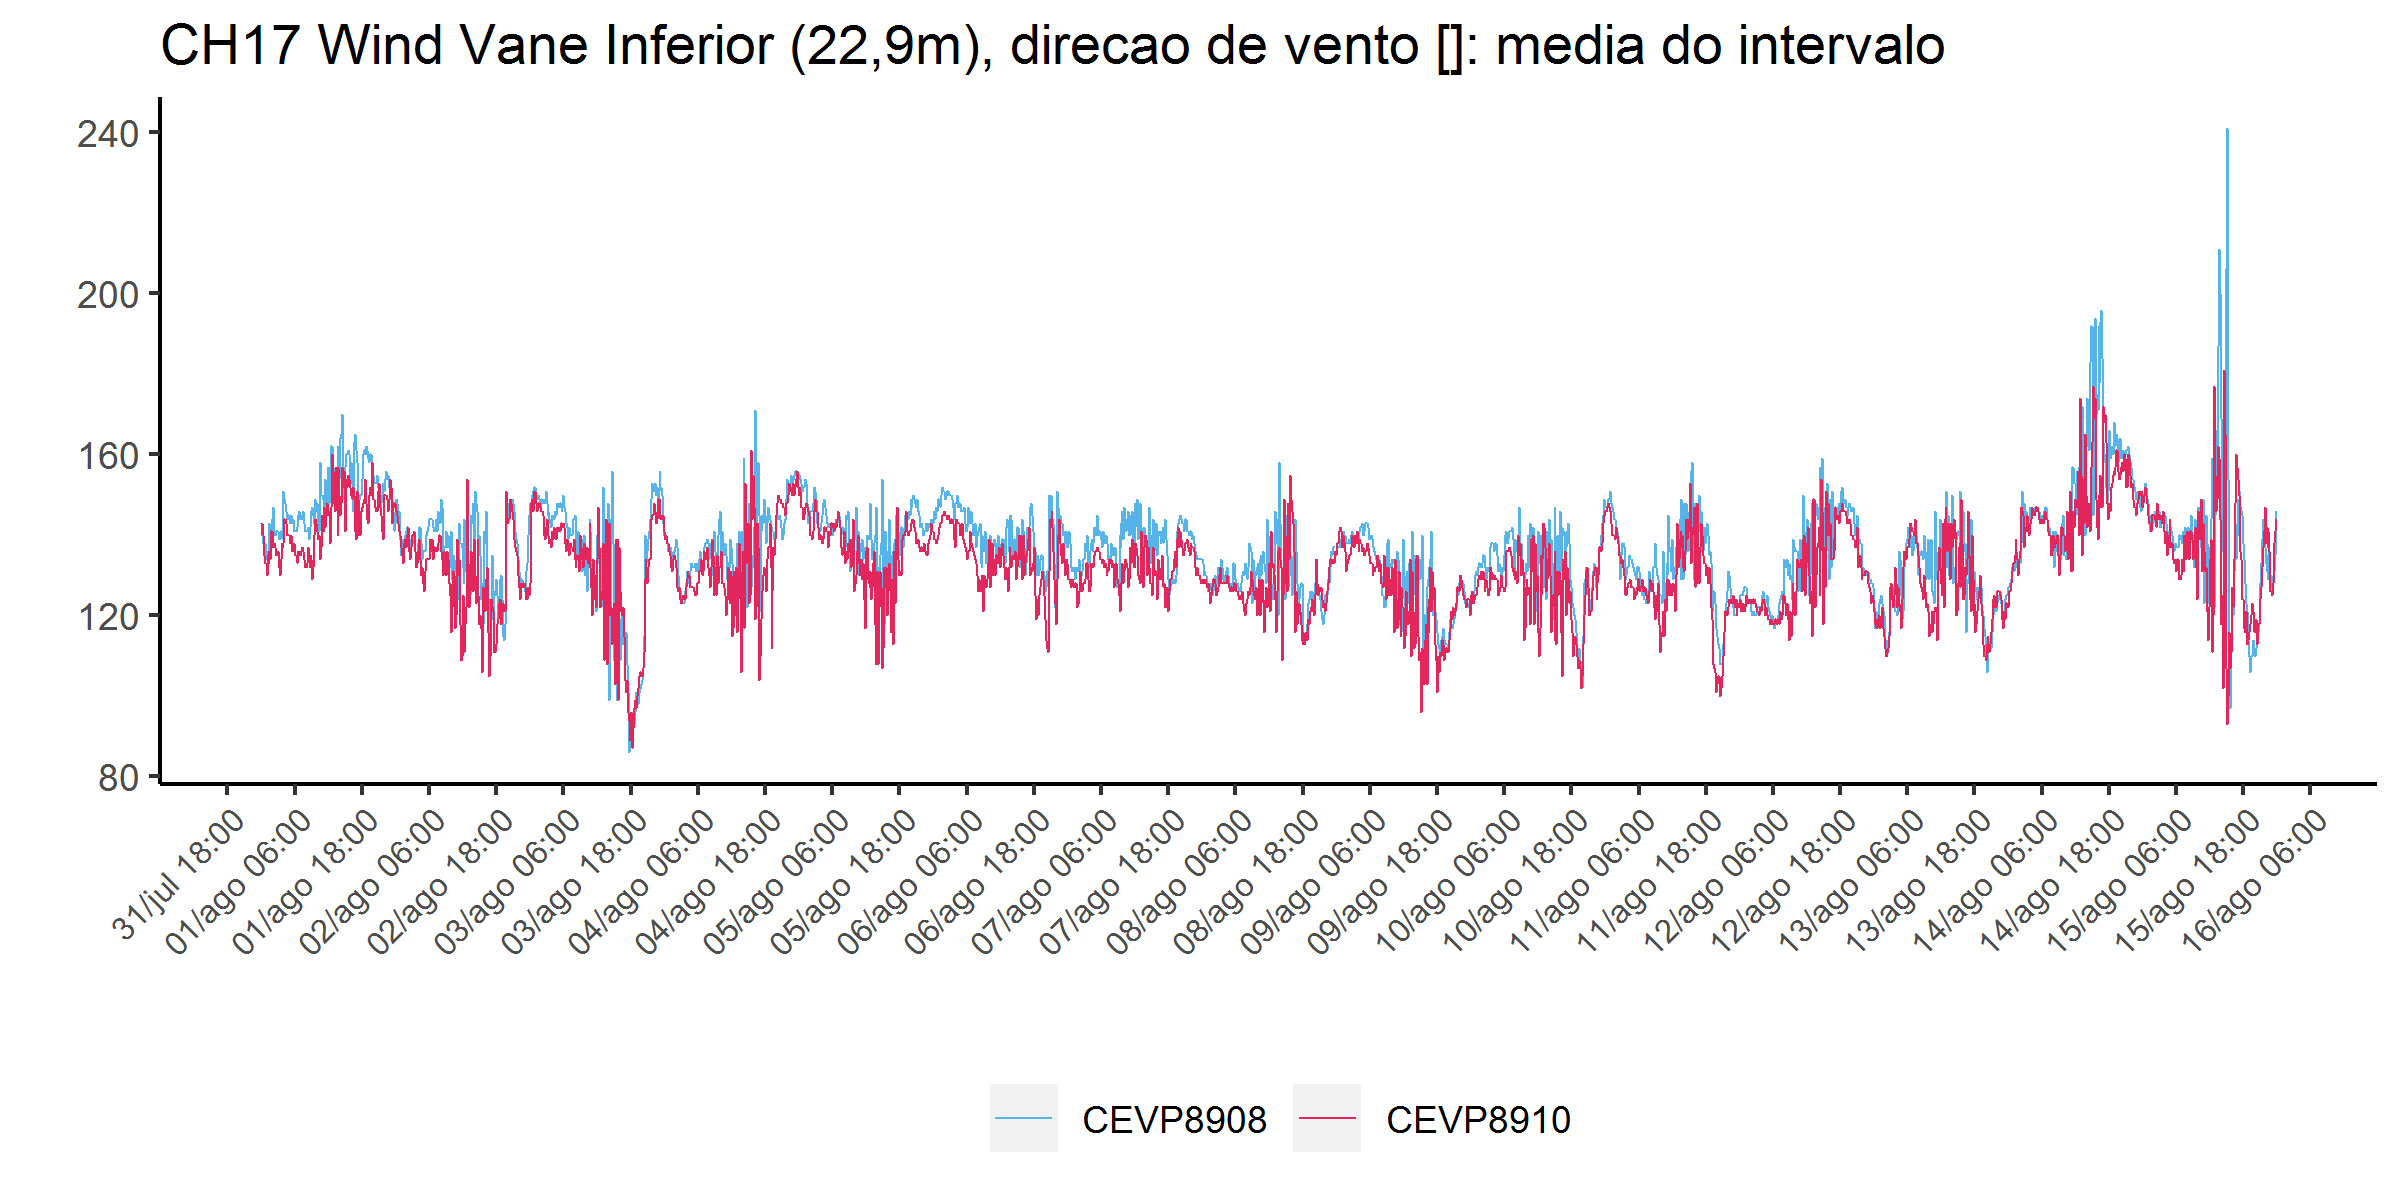 CH17 Wind Vane Inferior (22,9m), direcao de vento []: media do intervalo
240
200
160
120
80
31/jul 18:00
01/ago 06:00
01/ago 18:00
02/ago 06:00
02/ago 18:00
03/ago 06:00
03/ago 18:00
04/ago 06:00
04/ago 18:00
05/ago 06:00
05/ago 18:00
06/ago 06:00
06/ago 18:00
07/ago 06:00
07/ago 18:00
08/ago 06:00
08/ago 18:00
09/ago 06:00
09/ago 18:00
10/ago 06:00
10/ago 18:00
11/ago 06:00
11/ago 18:00
12/ago 06:00
12/ago 18:00
13/ago 06:00
13/ago 18:00
14/ago 06:00
14/ago 18:00
15/ago 06:00
15/ago 18:00
16/ago 06:00
CEVP8908 CEVP8910